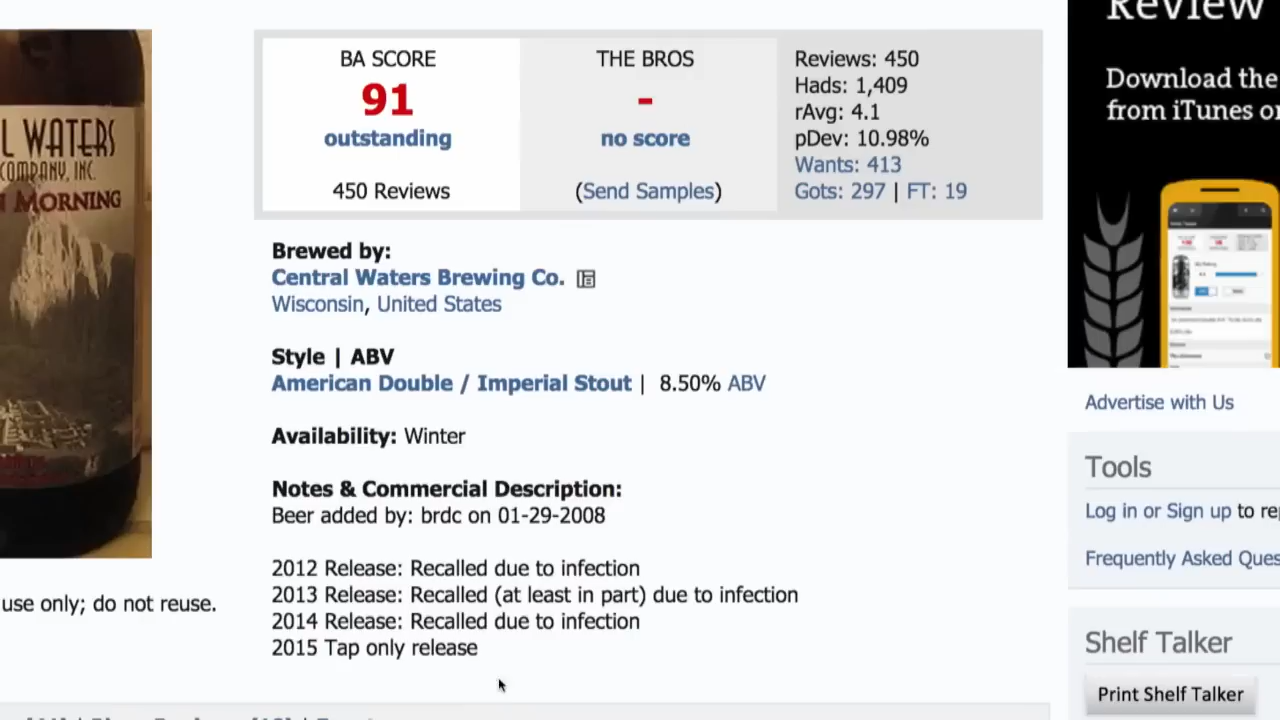 Review
Download the
from iTunes or
L WATERS
COMPANY, INC.
MORNING
BA SCORE
91
outstanding
450 Reviews
THE BROS
-
no score
(Send Samples)
Reviews: 450
Hads: 1,409
rAvg: 4.1
pDev: 10.98%
Wants: 413
Gots: 297 | FT: 19
Brewed by:
Central Waters Brewing Co.
Wisconsin, United States
Style | ABV
American Double / Imperial Stout | 8.50% ABV
Availability: Winter
Notes & Commercial Description:
Beer added by: brdc on 01-29-2008
2012 Release: Recalled due to infection
2013 Release: Recalled (at least in part) due to infection
2014 Release: Recalled due to infection
2015 Tap only release
use only; do not reuse.
Advertise with Us
Tools
Log in or Sign up to re
Frequently Asked Ques
Shelf Talker
Print Shelf Talker